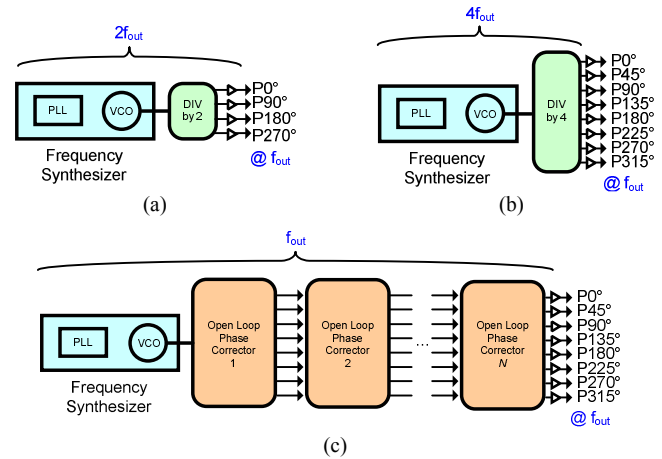 2fout
PLL
VCO
DIV
by 2
P0°
P90°
P180°
P270°
@ fout
Frequency
Synthesizer
(a)
4fout
PLL
VCO
DIV
by 4
P0°
P45°
P90°
P135°
P180°
P225°
P270°
P315°
@ fout
Frequency
Synthesizer
(b)
fout
PLL
VCO
Frequency
Synthesizer
Open Loop
Phase
Corrector
1
Open Loop
Phase
Corrector
2
...
Open Loop
Phase
Corrector
N
P0°
P45°
P90°
P135°
P180°
P225°
P270°
P315°
@ fout
(c)